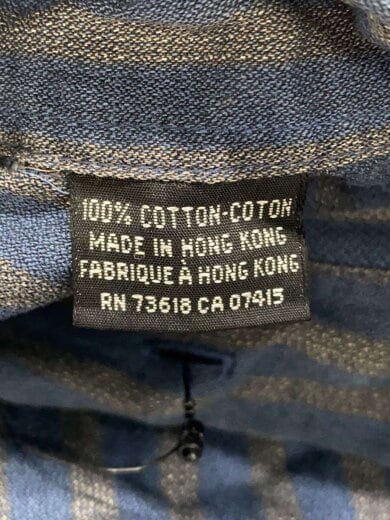 100% COTTON-COTON
MADE IN HONG KONG
FABRIQUE À HONG KONG
RN 73618 CA 07415